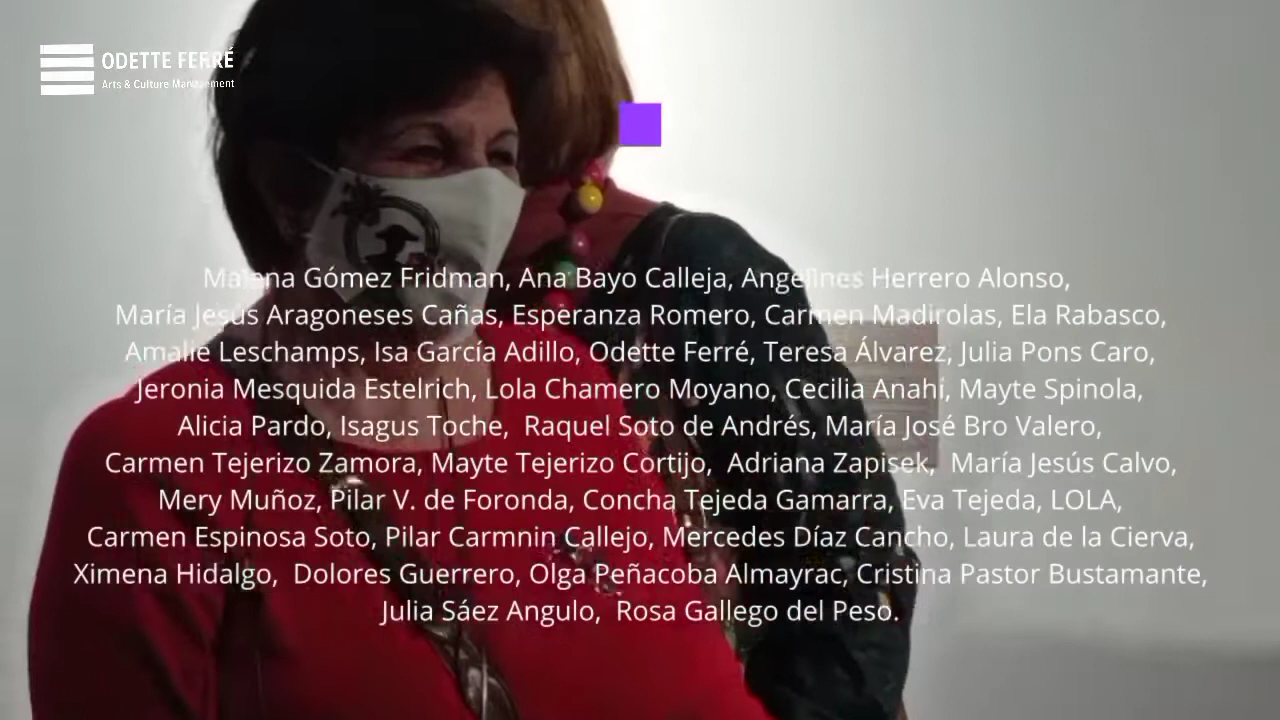 ODETTE FERRÉ
Arts & Culture Management
Malena Gómez Fridman, Ana Bayo Calleja, Angelines Herrero Alonso,
María Jesús Aragoneses Cañas, Esperanza Romero, Carmen Madirolas, Ela Rabasco,
Amalie Leschamps, Isa García Adillo, Odette Ferré, Teresa Álvarez, Julia Pons Caro,
Jeronia Mesquida Estelrich, Lola Chamero Moyano, Cecilia Anahí, Mayte Spinola,
Alicia Pardo, Isagus Toche, Raquel Soto de Andrés, María José Bro Valero,
Carmen Tejerizo Zamora, Mayte Tejerizo Cortijo, Adriana Zapisek, María Jesús Calvo,
Mery Muñoz, Pilar V. de Foronda, Concha Tejeda Gamarra, Eva Tejeda, LOLA,
Carmen Espinosa Soto, Pilar Carmnin Callejo, Mercedes Díaz Cancho, Laura de la Cierva,
Ximena Hidalgo, Dolores Guerrero, Olga Peñacoba Almayrac, Cristina Pastor Bustamante,
Julia Sáez Angulo, Rosa Gallego del Peso.